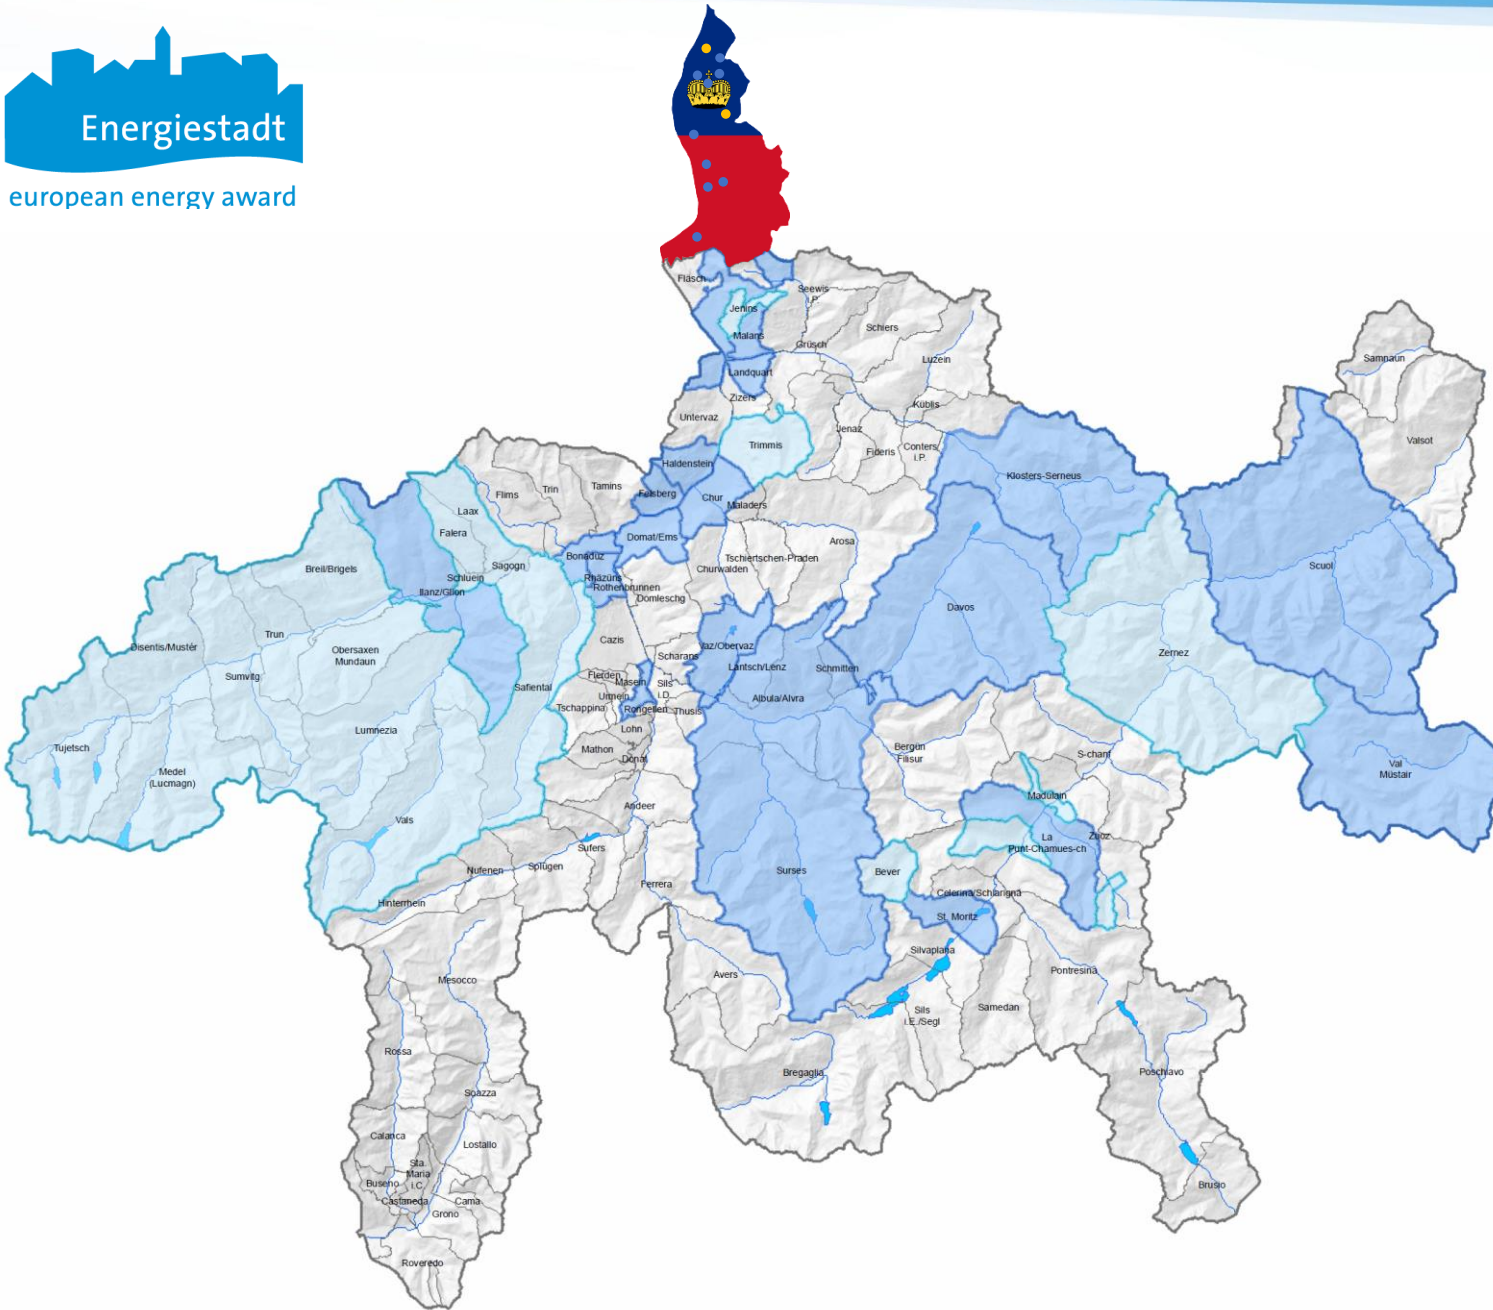 Energiestadt
european energy award
Fläsch
Seewis
i.P.
Jenins
Schiers
Malans
Grüsch
Luzein
Samnaun
Landquart
Zizers
Küblis
Untervaz
Jenaz
Valsot
Trimmis
Fideris
Conters
i.P.
Haldenstein
Klosters-Serneus
Flims
Trin
Tamins
Felsberg
Chur
Maladers
Laax
Falera
Domat/Ems
Arosa
Bonaduz
Tschiertschen-Praden
Breil/Brigels
Sagogn
Churwalden
Scuol
Schluein
Rhäzüns
Rothenbrunnen
Ilanz/Glion
Domleschg
Davos
Trun
Cazis
Disentis/Mustér
Obersaxen
Mundaun
Vaz/Obervaz
Zernez
Scharans
Lantsch/Lenz
Schmitten
Sumvitg
Flerden
Masein
Sils
i.D.
Safiental
Urmein
Albula/Alvra
Tschappina
Rongellen
Thusis
Lumnezia
Lohn
Tujetsch
Mathon
Bergün
Filisur
S-chanf
Donat
Val
Müstair
Medel
(Lucmagn)
Madulain
Andeer
Vals
La
Punt-Chamues-ch
Zuoz
Sufers
Nufenen
Splügen
Surses
Bever
Ferrera
Celerina/Schlarigna
Hinterrhein
St. Moritz
Silvaplana
Avers
Pontresina
Mesocco
Sils
i.E./Segl
Samedan
Rossa
Bregaglia
Poschiavo
Soazza
Calanca
Lostallo
Sta.
Maria
i.C.
Buseno
Castaneda
Cama
Brusio
Grono
Roveredo